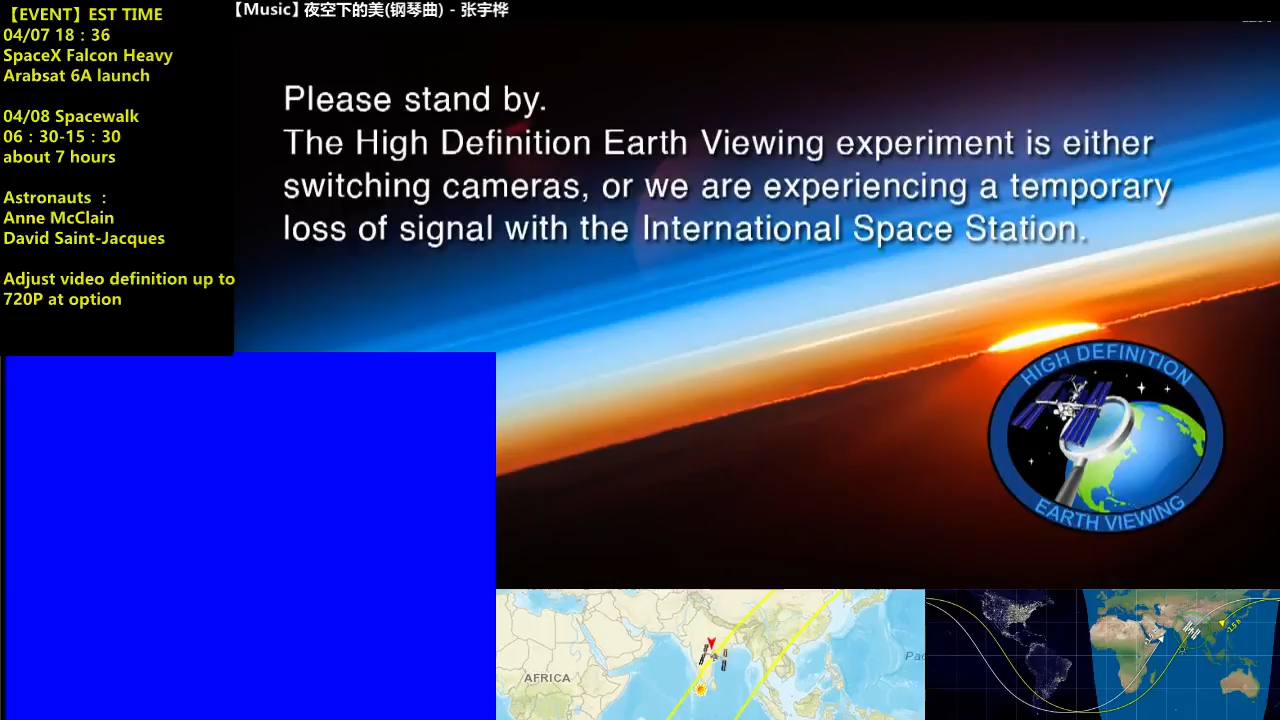 【EVENT】EST TIME
04/07 18：36
SpaceX Falcon Heavy
Arabsat 6A launch
04/08 Spacewalk
06：30-15：30
about 7 hours
Astronauts ：
Anne McClain
David Saint-Jacques
Adjust video definition up to
720P at option
【Music】夜空下的美(钢琴曲) - 张宇桦
Please stand by.
The High Definition Earth Viewing experiment is either
switching cameras, or we are experiencing a temporary
loss of signal with the International Space Station.
HIGH DEFINITION
EARTH VIEWING
AFRICA